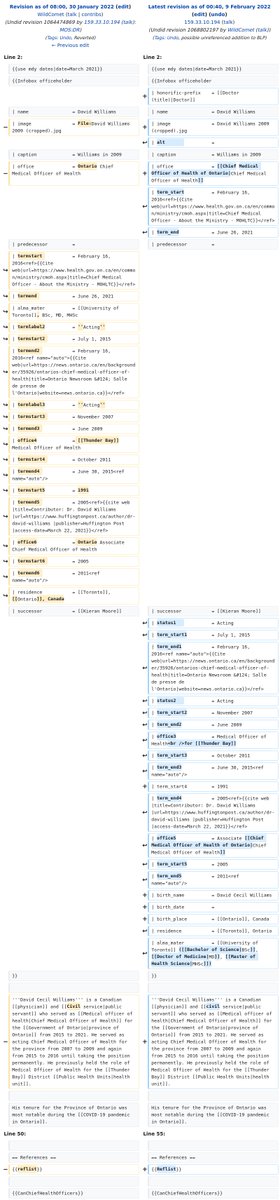 Revision as of 08:00, 30 January 2022 (edit)
WildComet (talk | contribs)
(Undid revision 1064474869 by 159.33.10.194 (talk):
MOS:DR)
(Tags: Undo, Reverted)
← Previous edit
Latest revision as of 00:40, 9 February
2022 (edit) (undo)
159.33.10.194 (talk)
(Undid revision 1068802197 by WildComet (talk))
(Tags: Undo, possible unreferenced addition to BLP)
Line 2:
{{use mdy dates|date=March 2021}}
{{Infobox officeholder
| name = David Williams
| image = File:David Williams
2009 (cropped).jpg
| caption = Williams in 2009
| office = Ontario Chief
Medical Officer of Health
| predecessor =
| termstart = February 16,
2016<ref>{{Cite
web|url=https://www.health.gov.on.ca/en/commo
n/ministry/cmoh.aspx|title=Chief Medical
Officer - About the Ministry - MOHLTC}}</ref>
| termend = June 26, 2021
| alma_mater = [[University of
Toronto]], BSc, MD, MHSc
| termlabel2 = ''Acting''
| termstart2 = July 1, 2015
| termend2 = February 16,
2016<ref name="auto">{{Cite
web|url=https://news.ontario.ca/en/background
er/35926/ontarios-chief-medical-officer-of-
health|title=Ontario Newsroom &#124; Salle
de presse de
l'Ontario|website=news.ontario.ca}}</ref>
| termlabel3 = ''Acting''
| termstart3 = November 2007
| termend3 = June 2009
| office4 = [[Thunder Bay]]
Medical Officer of Health
| termstart4 = October 2011
| termend4 = June 30, 2015<ref
name="auto"/>
| termstart5 = 1991
| termend5 = 2005<ref>{{cite web
|title=Contributor: Dr. David Williams
|url=https://www.huffingtonpost.ca/author/dr-
david-williams |publisher=Huffington Post
|access-date=March 22, 2021}}</ref>
| office6 = Ontario Associate
Chief Medical Officer of Health
| termstart6 = 2005
| termend6 = 2011<ref
name="auto"/>
| residence = [[Toronto]],
[[Ontario]], Canada
| successor = [[Kieran Moore]]
}}
'''David Cecil Williams''' is a Canadian
[[physician]] and [[Civil service|public
servant]] who served as [[Medical officer of
health|Chief Medical Officer of Health]] for
the [[Government of Ontario|province of
Ontario]] from 2015 to 2021. He served as
acting Chief Medical Officer of Health for
the province from 2007 to 2009 and again
from 2015 to 2016 until taking the position
permanently. He previously held the role of
Medical Officer of Health for the [[Thunder
Bay]] District [[Public Health Units|health
unit]].
His tenure for the Province of Ontario was
most notable during the [[COVID-19 pandemic
in Ontario]].
Line 50:
== References ==
{{reflist}}
{{CanChiefHealthOfficers}}
Line 2:
{{use mdy dates|date=March 2021}}
{{Infobox officeholder
| honorific-prefix = [[Doctor
(title)|Doctor]]
| name = David Williams
| image = David Williams 2009
(cropped).jpg
| alt =
| caption = Williams in 2009
| office = [[Chief Medical
Officer of Health of Ontario|Chief Medical
Officer of Health]]
| term_start = February 16,
2016<ref>{{Cite
web|url=https://www.health.gov.on.ca/en/commo
n/ministry/cmoh.aspx|title=Chief Medical
Officer - About the Ministry - MOHLTC}}</ref>
| term_end = June 26, 2021
| predecessor =
| successor = [[Kieran Moore]]
| status1 = Acting
| term_start1 = July 1, 2015
| term_end1 = February 16,
2016<ref name="auto">{{Cite
web|url=https://news.ontario.ca/en/background
er/35926/ontarios-chief-medical-officer-of-
health|title=Ontario Newsroom &#124; Salle
de presse de
l'Ontario|website=news.ontario.ca}}</ref>
| status2 = Acting
| term_start2 = November 2007
| term_end2 = June 2009
| office3 = Medical Officer of
Health<br />for [[Thunder Bay]]
| term_start3 = October 2011
| term_end3 = June 30, 2015<ref
name="auto"/>
| term_start4 = 1991
| term_end4 = 2005<ref>{{cite web
|title=Contributor: Dr. David Williams
|url=https://www.huffingtonpost.ca/author/dr-
david-williams |publisher=Huffington Post
|access-date=March 22, 2021}}</ref>
| office5 = Associate [[Chief
Medical Officer of Health of Ontario|Chief
Medical Officer of Health]]
| term_start5 = 2005
| term_end5 = 2011<ref
name="auto"/>
| birth_name = David Cecil Williams
| birth_date =
| birth_place = [[Ontario]], Canada
| residence = [[Toronto]], Ontario
| alma_mater = [[University of
Toronto]] ([[Bachelor of Science|BSc]],
[[Doctor of Medicine|MD]], [[Master of
Health Science|MHSc]])
}}
'''David Cecil Williams''' is a Canadian
[[physician]] and [[civil service|public
servant]] who served as [[Medical officer of
health|Chief Medical Officer of Health]] for
the [[Government of Ontario|province of
Ontario]] from 2015 to 2021. He served as
acting Chief Medical Officer of Health for
the province from 2007 to 2009 and again
from 2015 to 2016 until taking the position
permanently. He previously held the role of
Medical Officer of Health for the [[Thunder
Bay]] District [[Public Health Units|health
unit]].
His tenure for the Province of Ontario was
most notable during the [[COVID-19 pandemic
in Ontario]].
Line 55:
== References ==
{{Reflist}}
{{CanChiefHealthOfficers}}